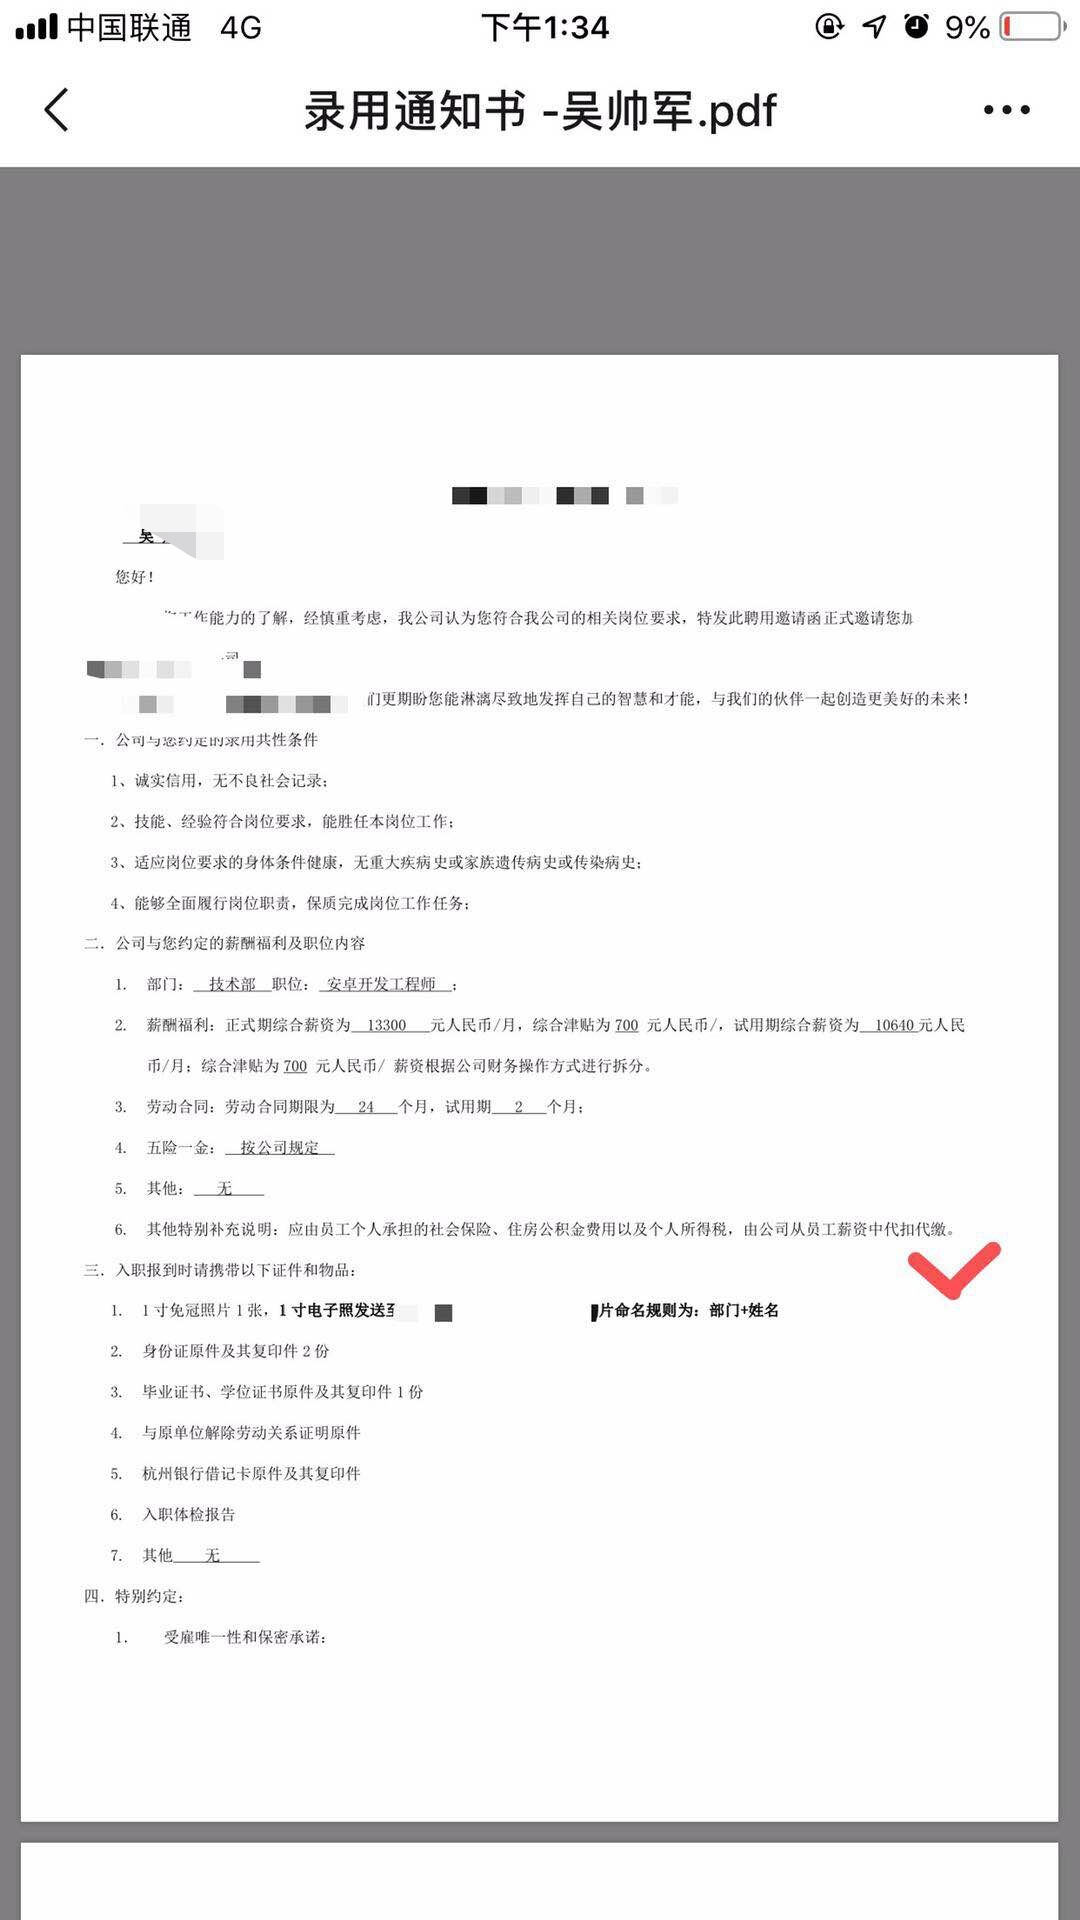 中国联通 4G 下午1:34 9%
录用通知书 -吴帅军.pdf
吴
您好！
工作能力的了解，经慎重考虑，我公司认为您符合我公司的相关岗位要求，特发此聘用邀请函正式邀请您加
司
们更期盼您能淋漓尽致地发挥自己的智慧和才能，与我们的伙伴一起创造更美好的未来！
一．公司与您约定的录用共性条件
1、诚实信用，无不良社会记录；
2、技能、经验符合岗位要求，能胜任本岗位工作；
3、适应岗位要求的身体条件健康，无重大疾病史或家族遗传病史或传染病史；
4、能够全面履行岗位职责，保质完成岗位工作任务；
二．公司与您约定的薪酬福利及职位内容
1. 部门： 技术部 职位： 安卓开发工程师 ；
2. 薪酬福利：正式期综合薪资为 13300 元人民币/月，综合津贴为 700 元人民币/，试用期综合薪资为 10640 元人民
币/月；综合津贴为 700 元人民币/ 薪资根据公司财务操作方式进行拆分。
3. 劳动合同：劳动合同期限为 24 个月，试用期 2 个月；
4. 五险一金： 按公司规定
5. 其他： 无
6. 其他特别补充说明：应由员工个人承担的社会保险、住房公积金费用以及个人所得税，由公司从员工薪资中代扣代缴。
三．入职报到时请携带以下证件和物品：
1. 1 寸免冠照片 1 张，1 寸电子照发送至 片命名规则为：部门+姓名
2. 身份证原件及其复印件 2 份
3. 毕业证书、学位证书原件及其复印件 1 份
4. 与原单位解除劳动关系证明原件
5. 杭州银行借记卡原件及其复印件
6. 入职体检报告
7. 其他 无
四．特别约定：
1. 受雇唯一性和保密承诺：